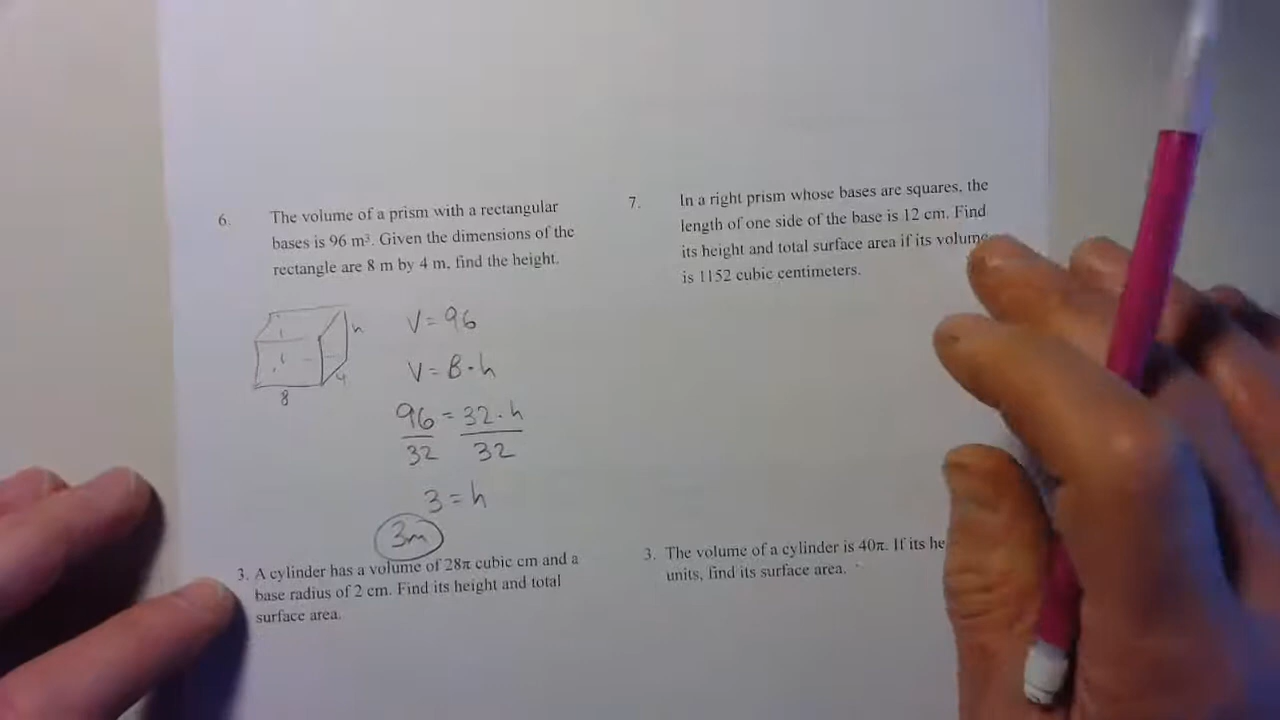 6. The volume of a prism with a rectangular
bases is 96 m³. Given the dimensions of the
rectangle are 8 m by 4 m, find the height.
h
4
8
V = 96
V = B · h
96 = 32 · h
32 32
3 = h
3m
7. In a right prism whose bases are squares, the
length of one side of the base is 12 cm. Find
its height and total surface area if its volume
is 1152 cubic centimeters.
3. A cylinder has a volume of 28π cubic cm and a
base radius of 2 cm. Find its height and total
surface area.
3. The volume of a cylinder is 40π. If its
units, find its surface area.